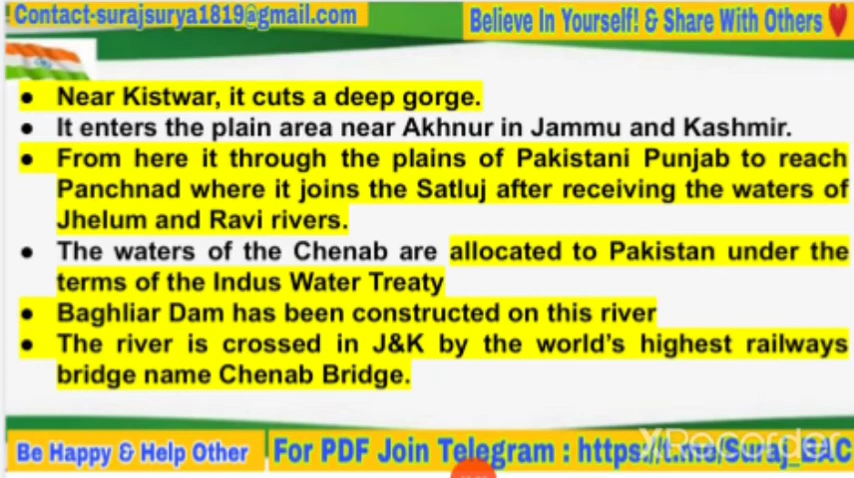 Contact-surajsurya1819@gmail.com
Believe In Yourself! & Share With Others
● Near Kistwar, it cuts a deep gorge.
● It enters the plain area near Akhnur in Jammu and Kashmir.
● From here it through the plains of Pakistani Punjab to reach
Panchnad where it joins the Satluj after receiving the waters of
Jhelum and Ravi rivers.
● The waters of the Chenab are allocated to Pakistan under the
terms of the Indus Water Treaty
● Baghliar Dam has been constructed on this river
● The river is crossed in J&K by the world's highest railways
bridge name Chenab Bridge.
Be Happy & Help Other
For PDF Join Telegram : https://t.me/Suraj_
XRecorder